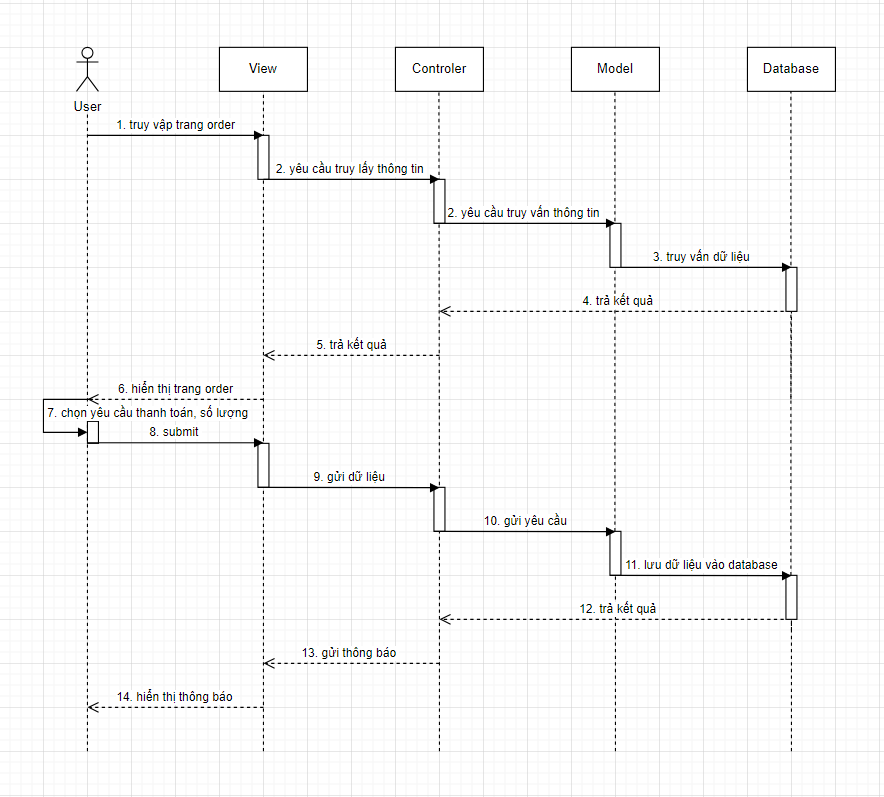 User
View
Controler
Model
Database
1. truy vập trang order
2. yêu cầu truy lấy thông tin
2. yêu cầu truy vấn thông tin
3. truy vấn dữ liệu
4. trả kết quả
5. trả kết quả
6. hiển thị trang order
7. chọn yêu cầu thanh toán, số lượng
8. submit
9. gửi dữ liệu
10. gửi yêu cầu
11. lưu dữ liệu vào database
12. trả kết quả
13. gửi thông báo
14. hiển thị thông báo